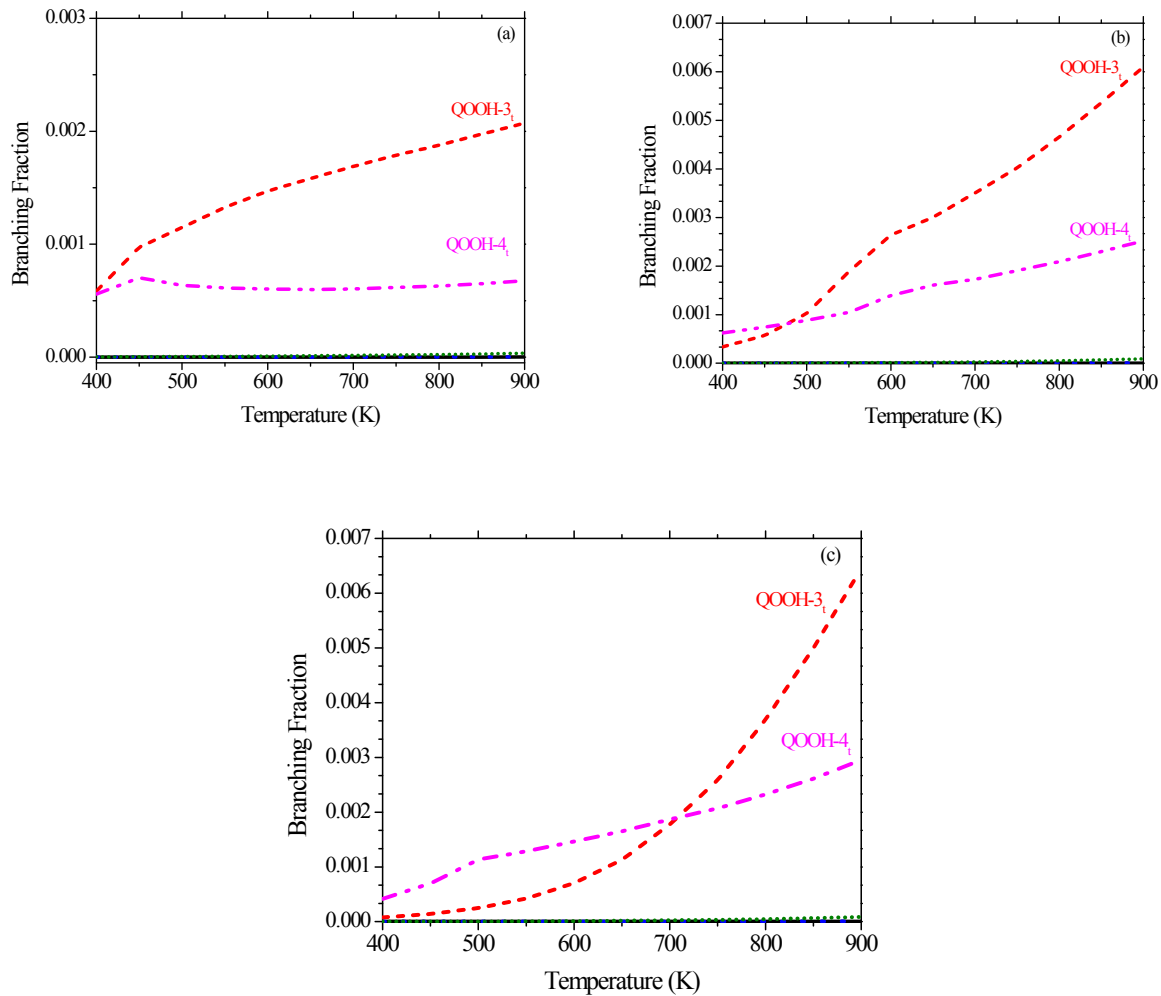 (a)
0.003
0.002
0.001
0.000
Branching Fraction
QOOH-3t
QOOH-4t
400 500 600 700 800 900
Temperature (K)
(b)
0.007
0.006
0.005
0.004
0.003
0.002
0.001
0.000
Branching Fraction
QOOH-3t
QOOH-4t
400 500 600 700 800 900
Temperature (K)
(c)
0.007
0.006
0.005
0.004
0.003
0.002
0.001
0.000
Branching Fraction
QOOH-3t
QOOH-4t
400 500 600 700 800 900
Temperature (K)